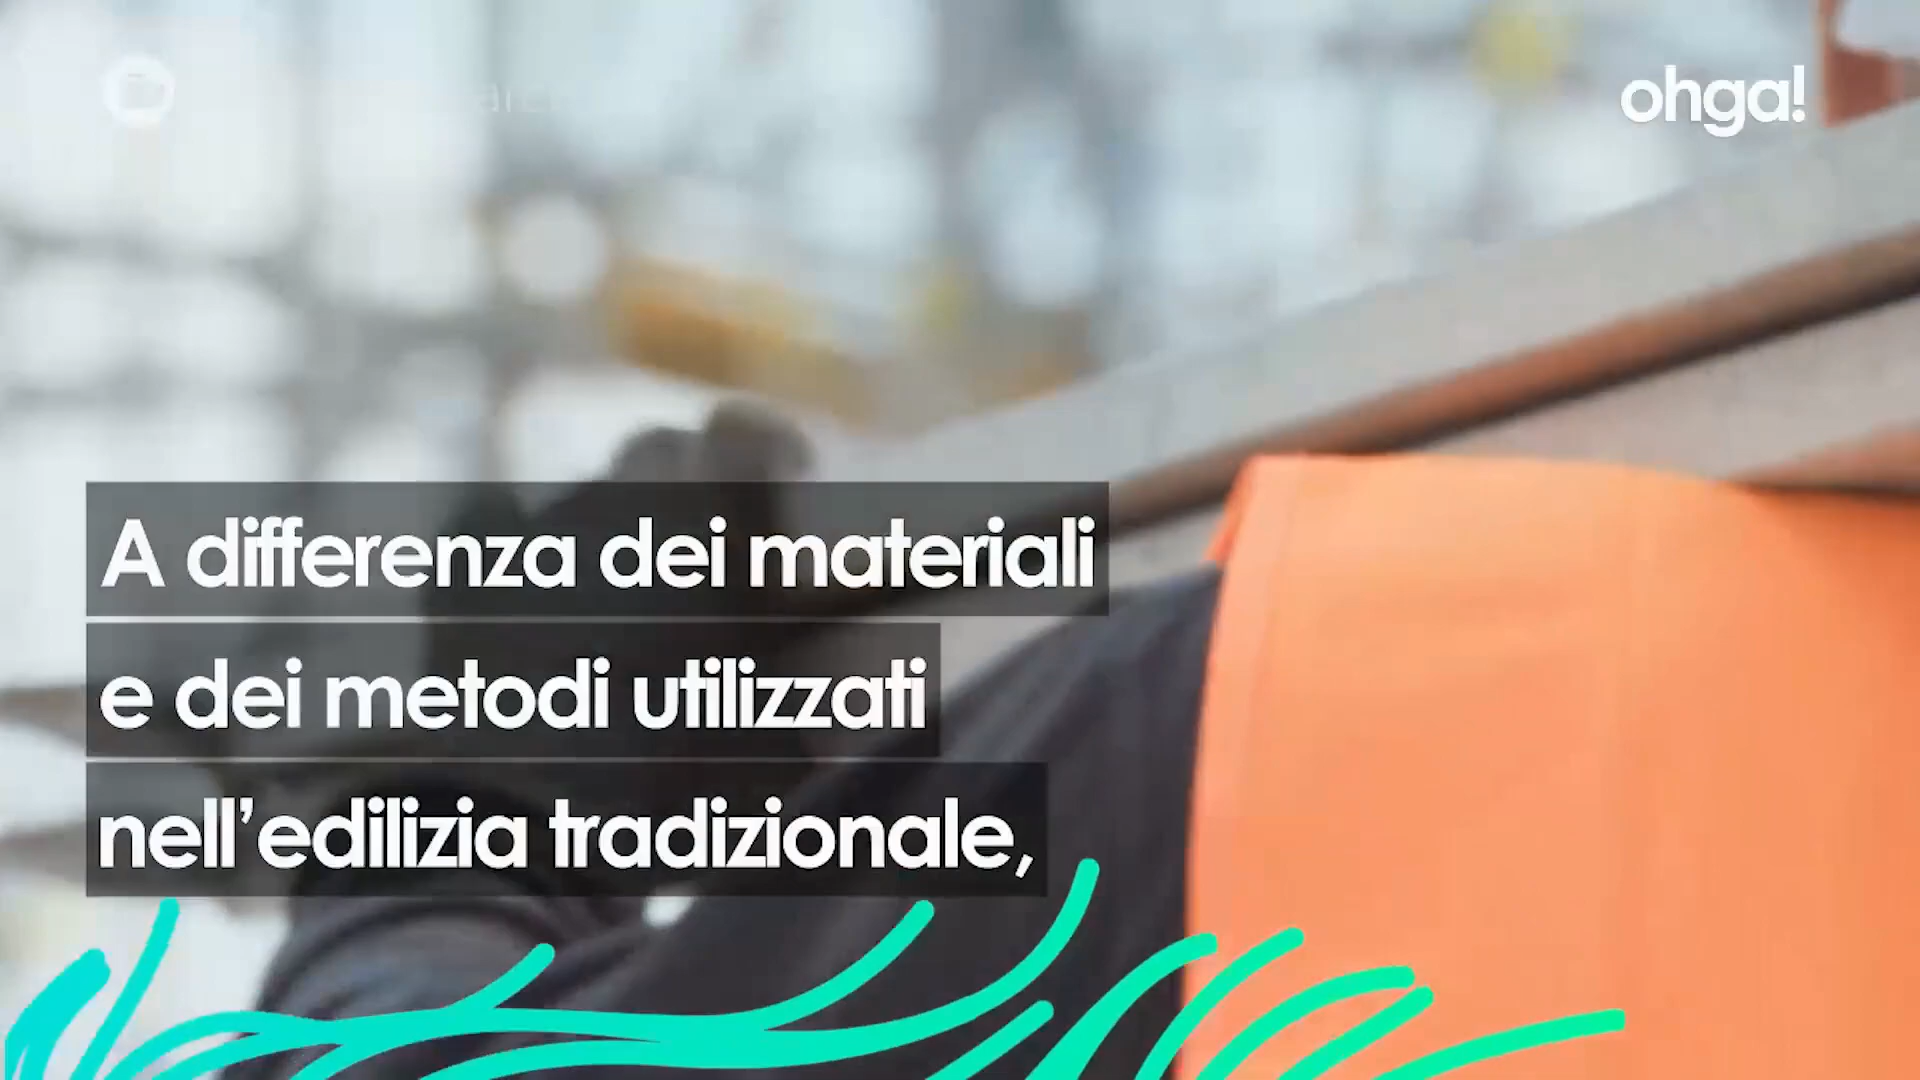 ohga!
A differenza dei materiali
e dei metodi utilizzati
nell’edilizia tradizionale,